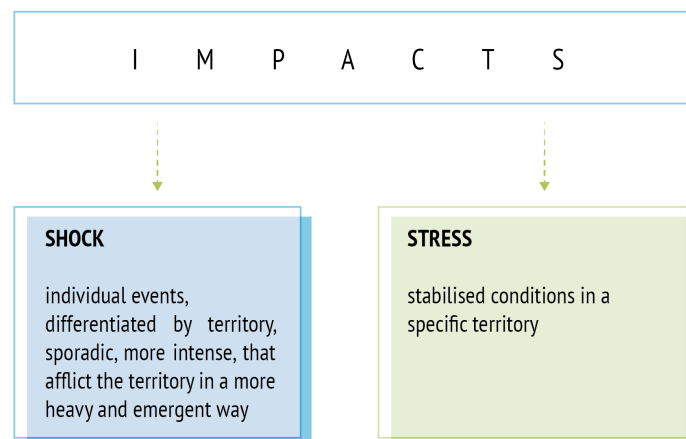 IMPACTS
SHOCK
individual events,
differentiated by territory,
sporadic, more intense, that
afflict the territory in a more
heavy and emergent way
STRESS
stabilised conditions in a
specific territory